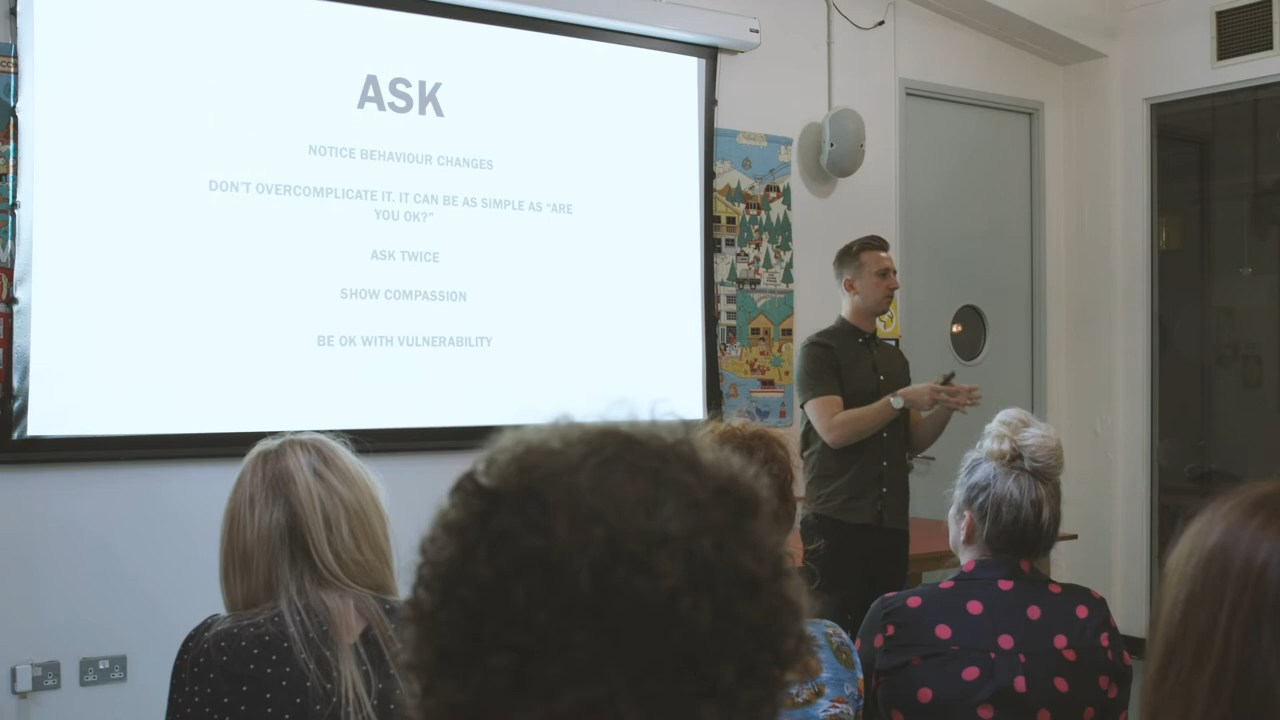 ASK
NOTICE BEHAVIOUR CHANGES
DON'T OVERCOMPLICATE IT. IT CAN BE AS SIMPLE AS “ARE
YOU OK?”
ASK TWICE
SHOW COMPASSION
BE OK WITH VULNERABILITY